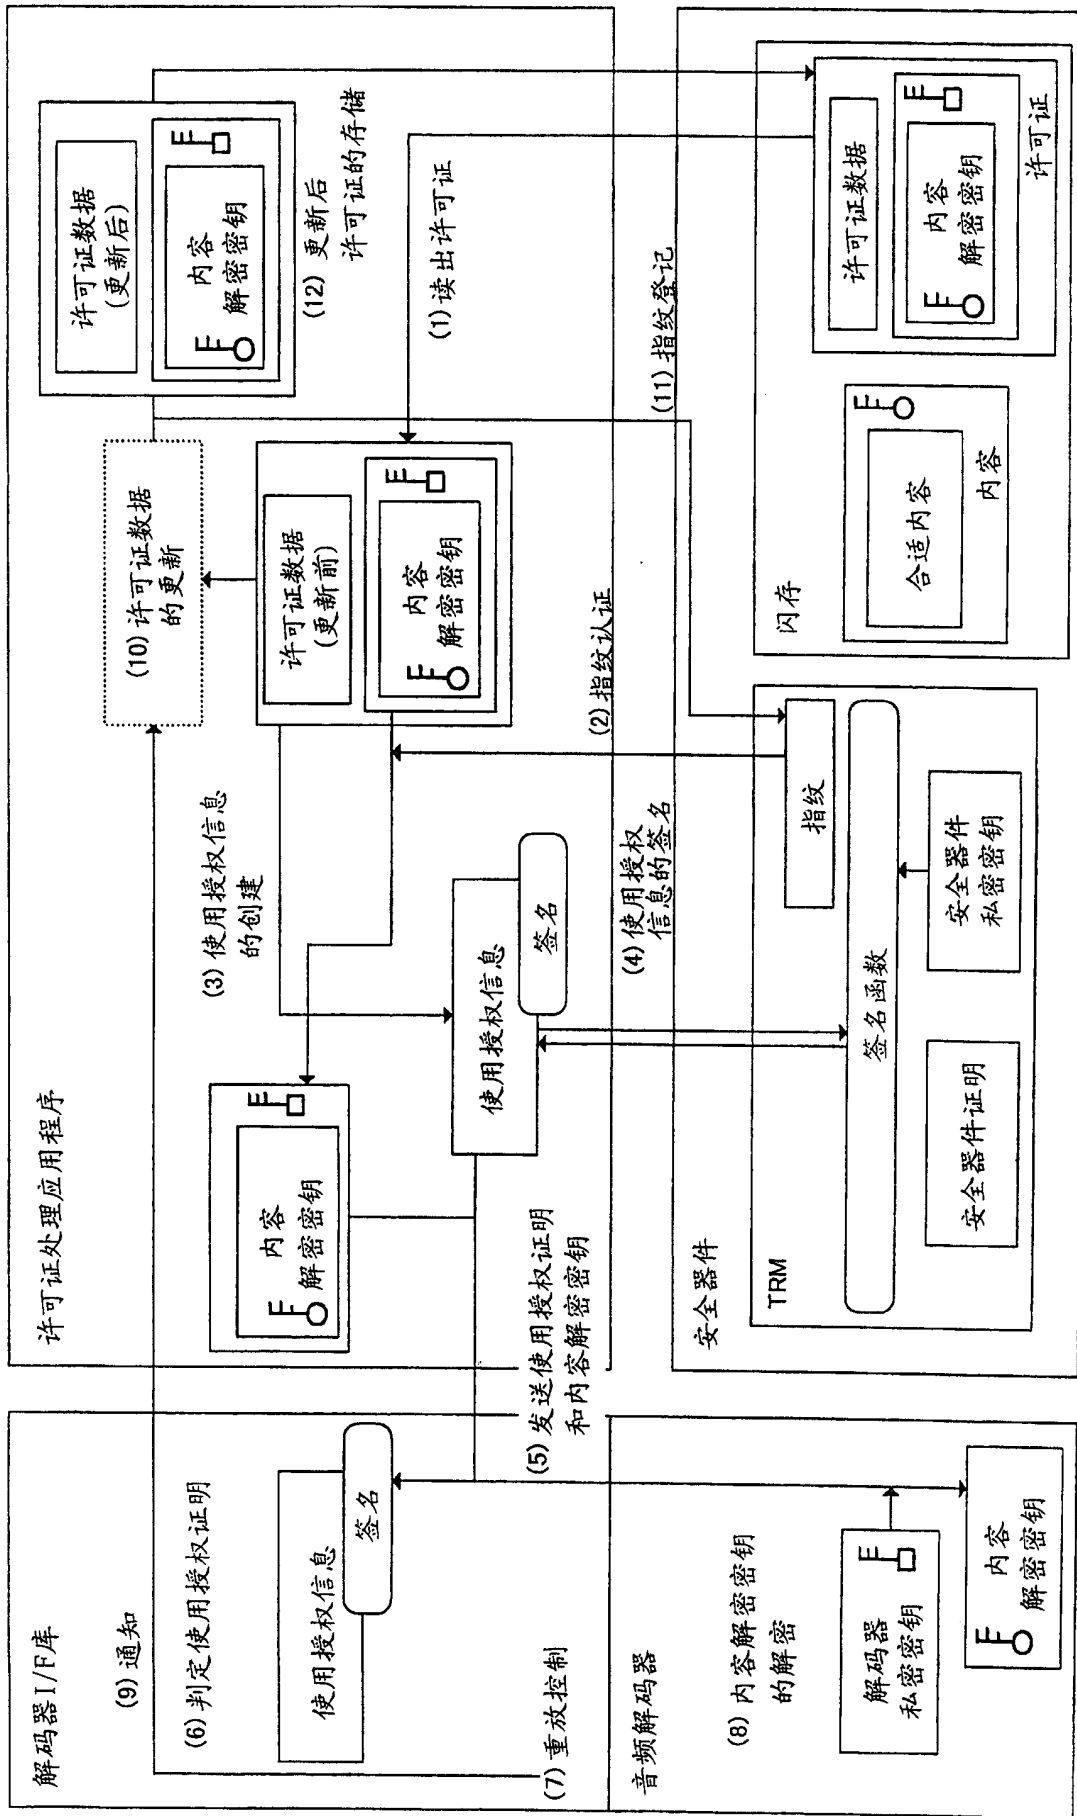 解码器I/F库
(9) 通知
(6) 判定使用授权证明
使用授权信息
签名
(7) 重放控制
音频解码器
(8) 内容解密密钥
的解密
解码器
私密密钥
内容
解密密钥
(5) 发送使用授权证明
和内容解密密钥
许可证处理应用程序
内容
解密密钥
(3) 使用授权信息
的创建
使用授权信息
签名
(4) 使用授权
信息的签名
(10) 许可证数据
的更新
许可证数据
(更新前)
内容
解密密钥
(2) 指纹认证
许可证数据
(更新后)
内容
解密密钥
(12) 更新后
许可证的存储
(1) 读出许可证
(11) 指纹登记
安全器件
TRM
指纹
签名函数
安全器件证明
安全器件
私密密钥
闪存
合适内容
内容
许可证数据
内容
解密密钥
许可证